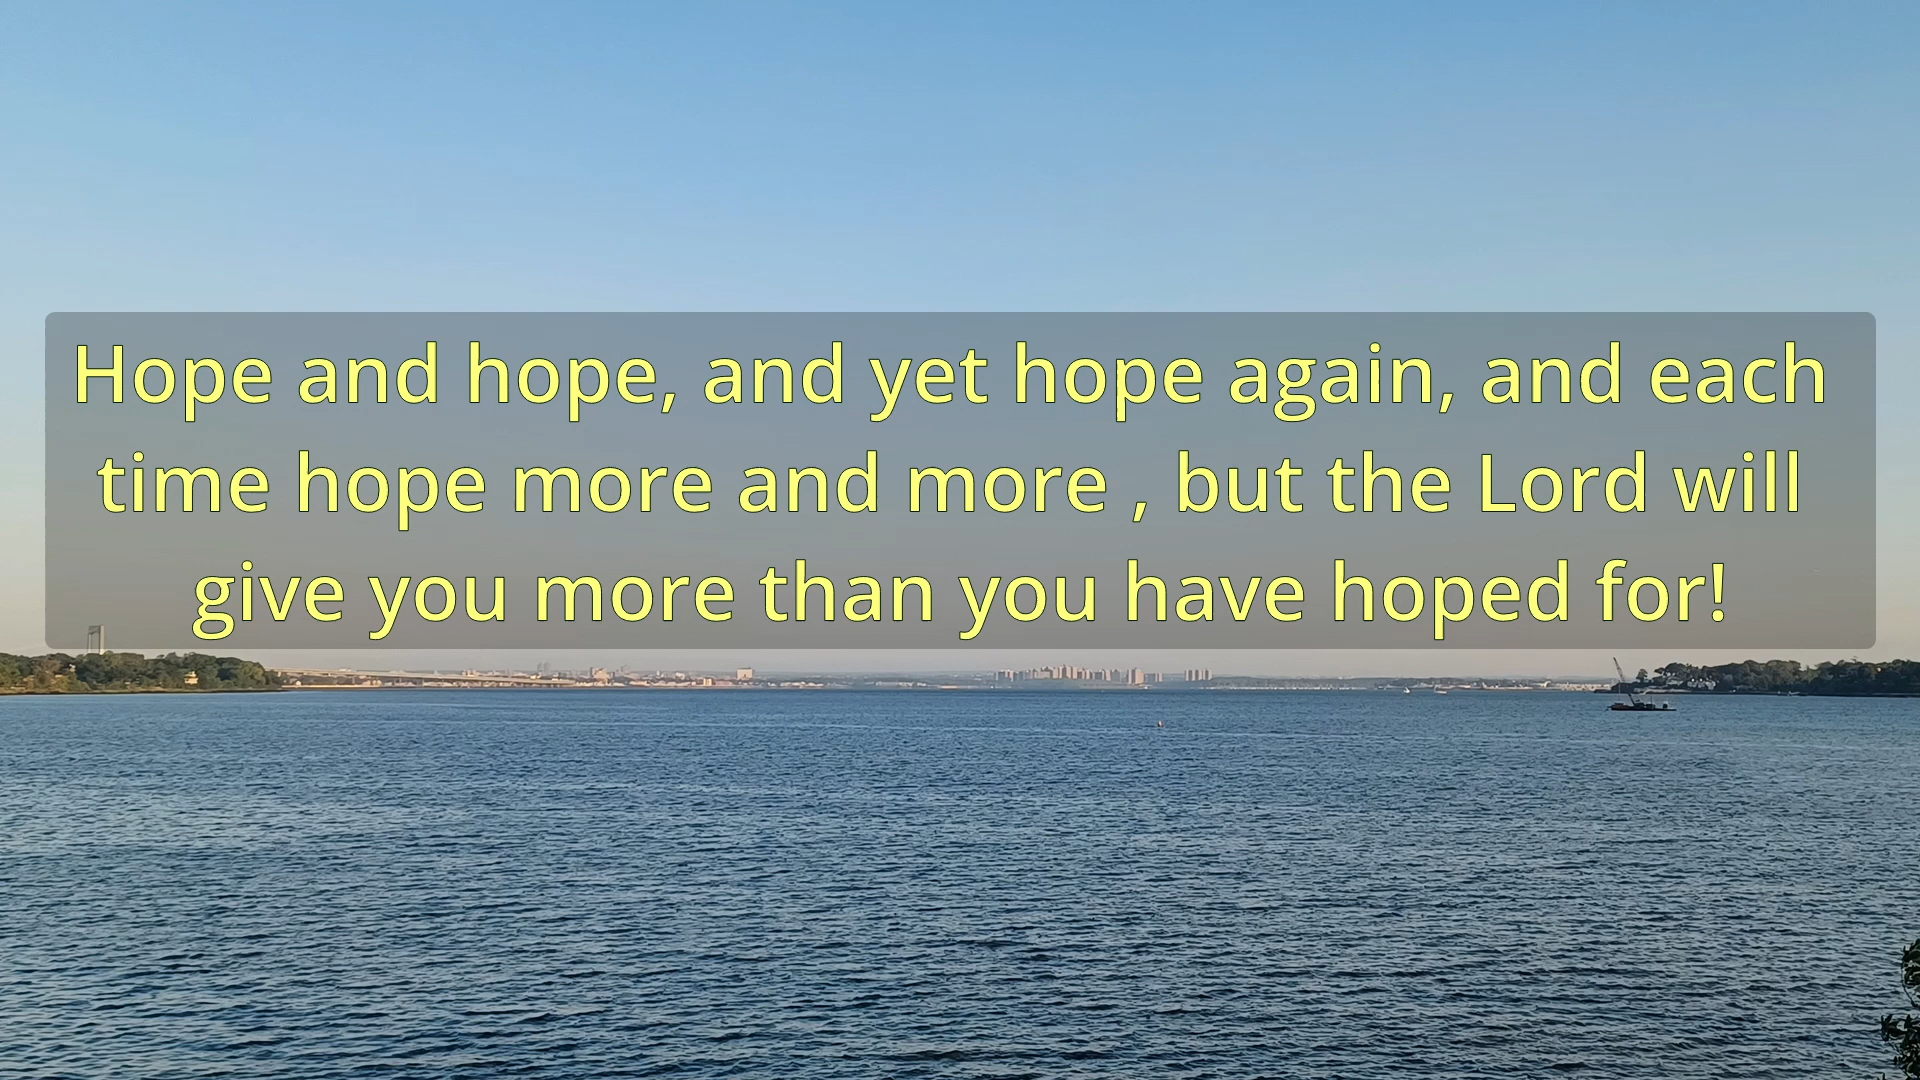 Hope and hope, and yet hope again, and each
time hope more and more , but the Lord will
give you more than you have hoped for!